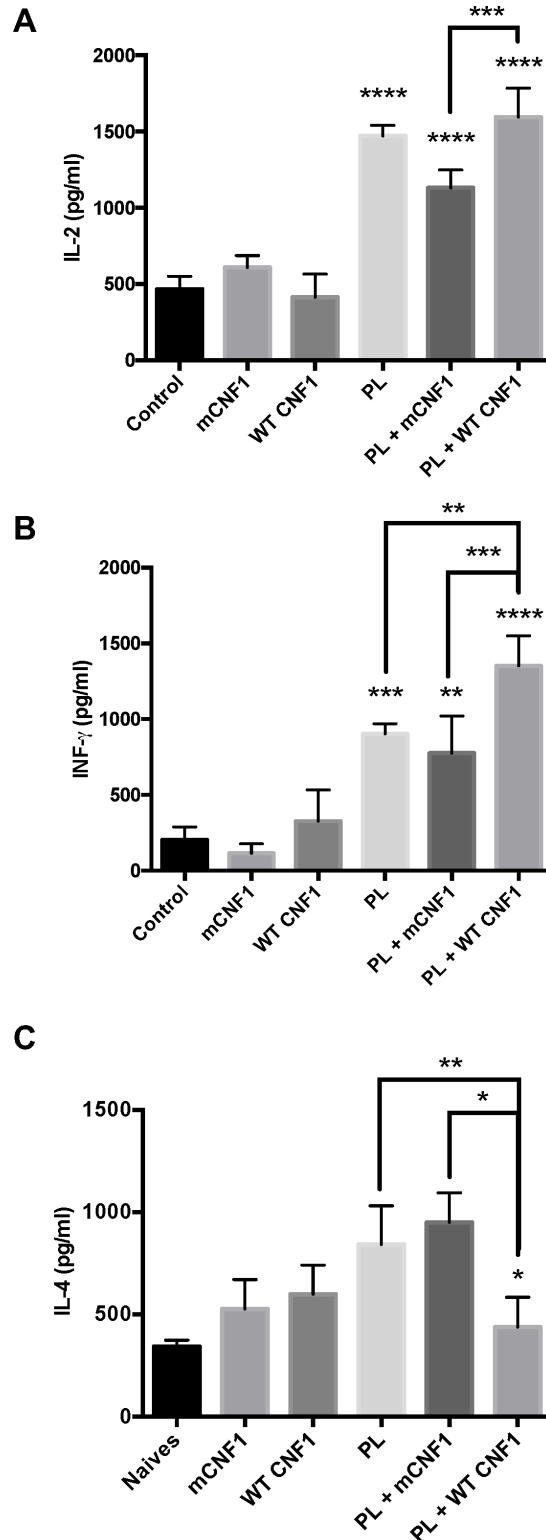 A
***
2000
****
****
1500
****
IL-2 (pg/ml)
1000
500
0
Control
mCNF1
WT CNF1
PL
PL + mCNF1
PL + WT CNF1
B
**
***
2000
****
1500
INF-γ (pg/ml)
***
**
1000
500
0
Control
mCNF1
WT CNF1
PL
PL + mCNF1
PL + WT CNF1
C
**
*
1500
IL-4 (pg/ml)
1000
*
500
0
Naives
mCNF1
WT CNF1
PL
PL + mCNF1
PL + WT CNF1